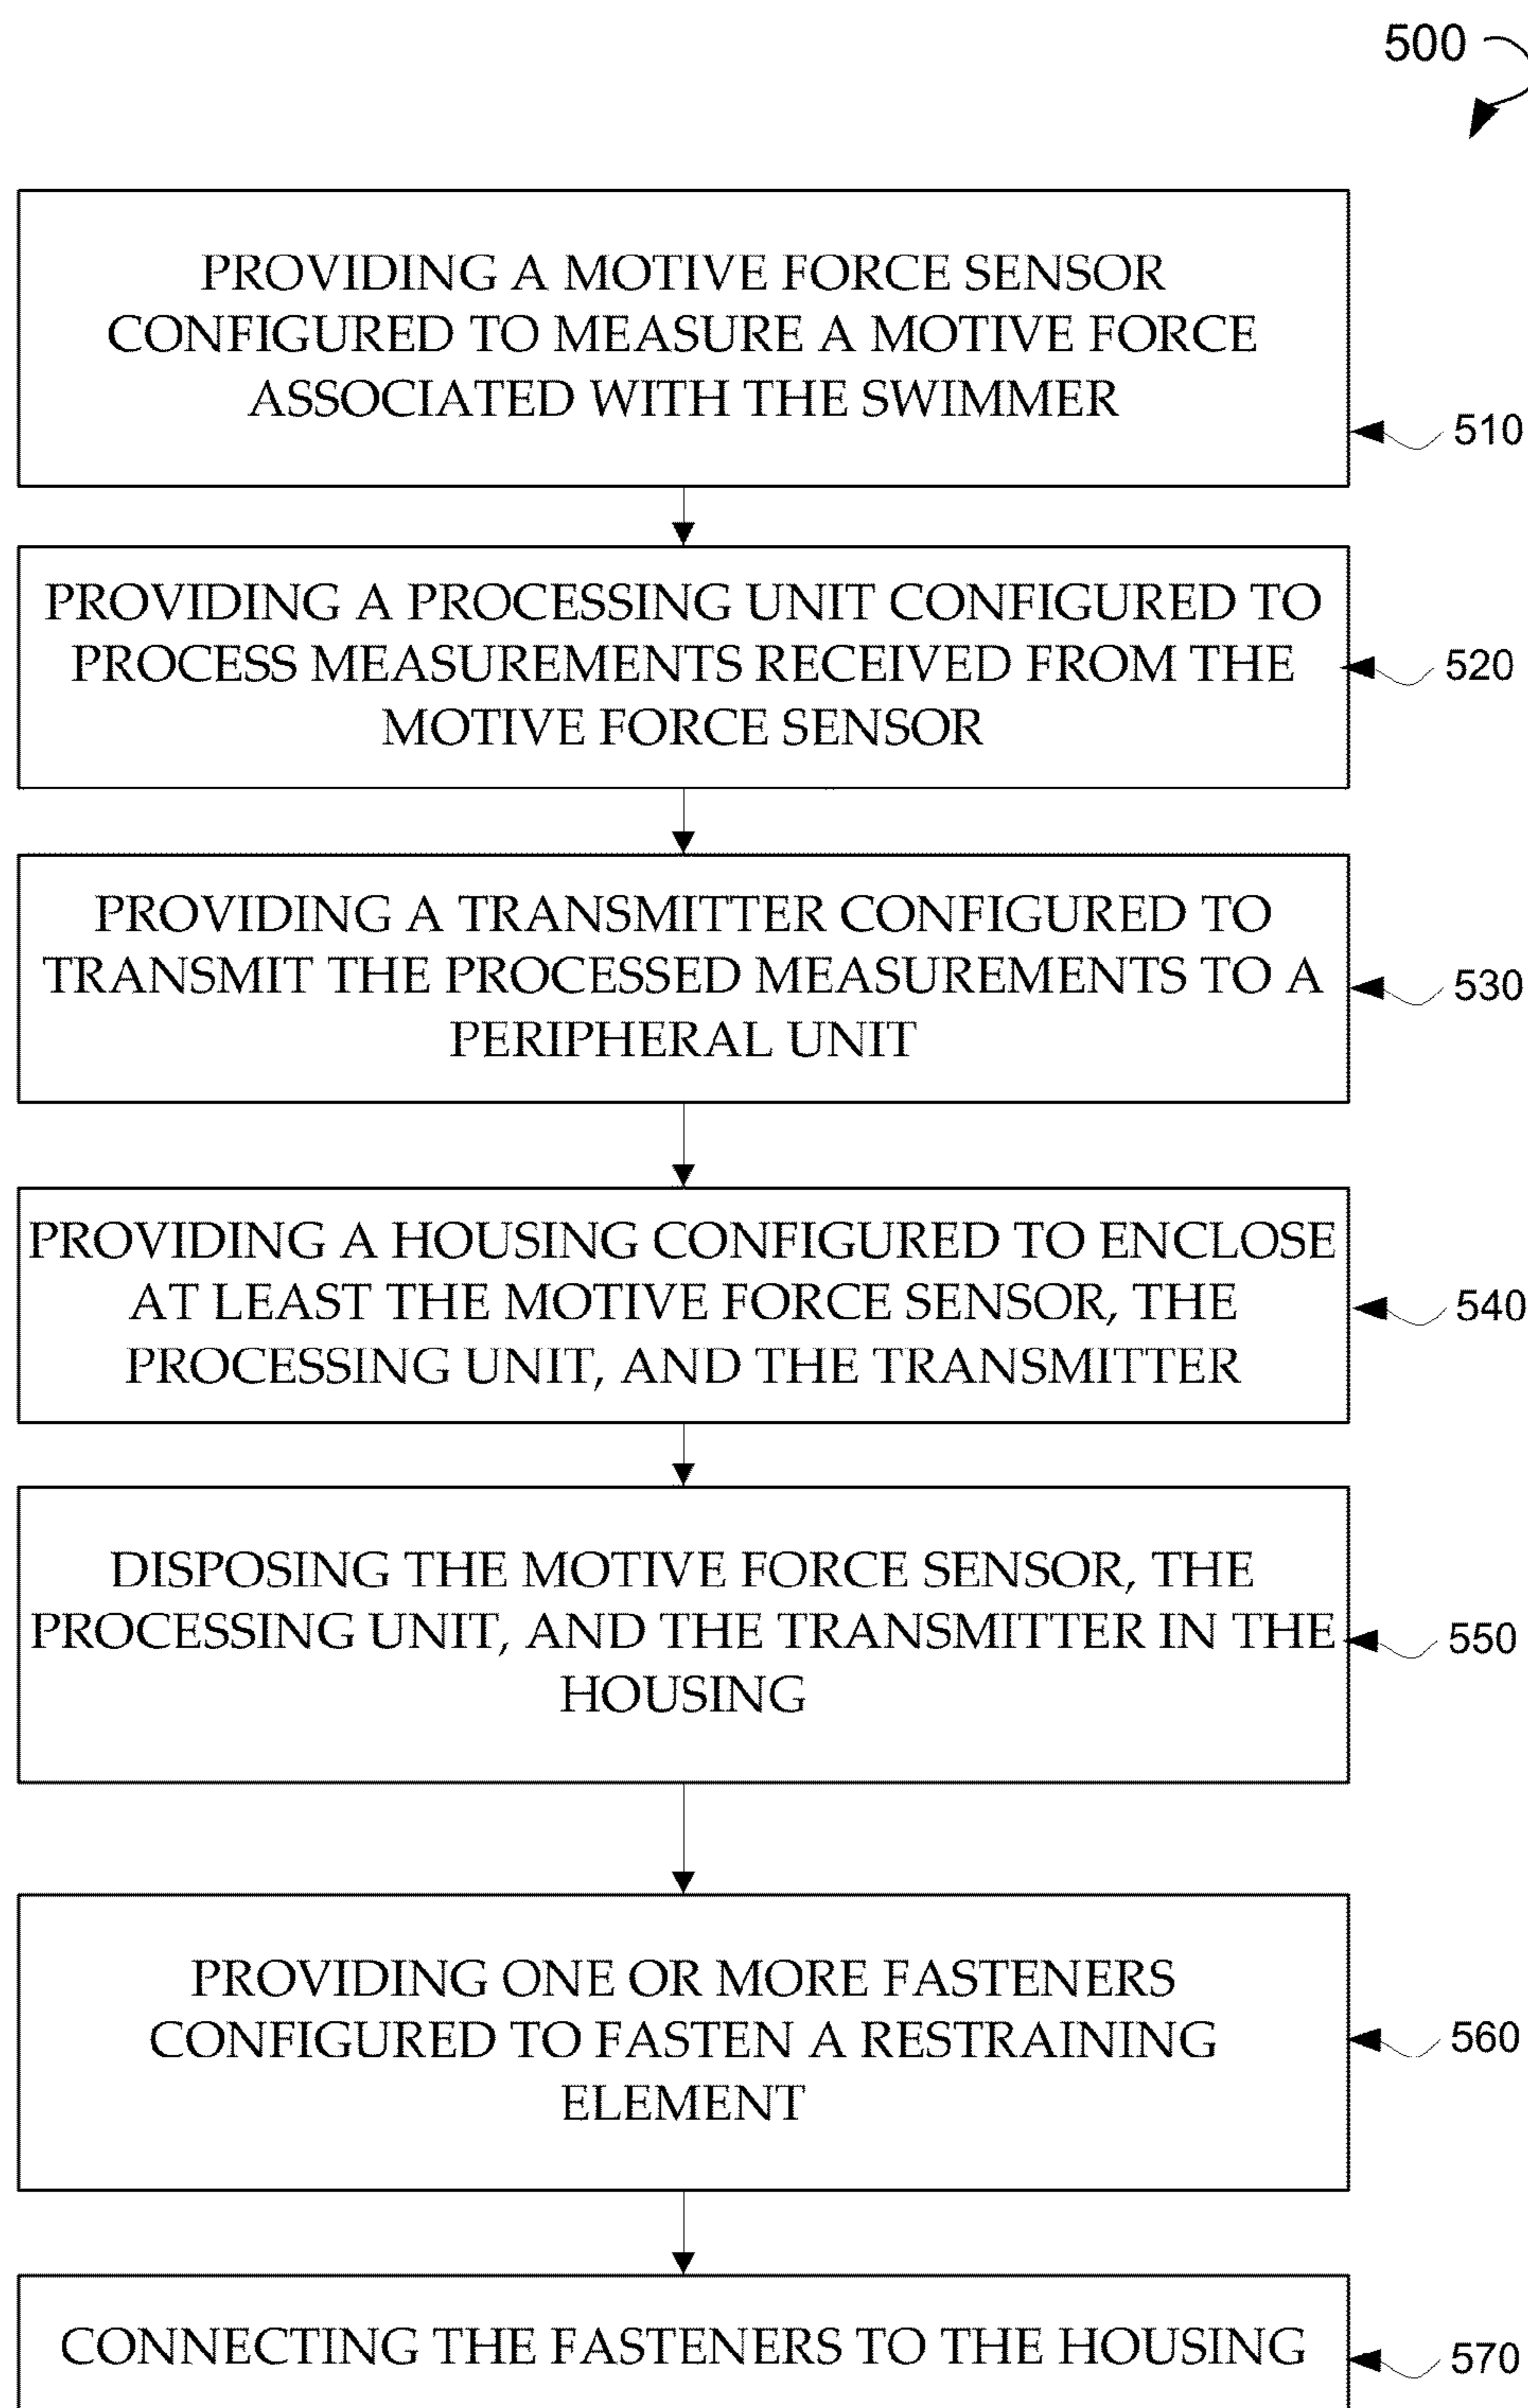 500
PROVIDING A MOTIVE FORCE SENSOR
CONFIGURED TO MEASURE A MOTIVE FORCE
ASSOCIATED WITH THE SWIMMER
510
PROVIDING A PROCESSING UNIT CONFIGURED TO
PROCESS MEASUREMENTS RECEIVED FROM THE
MOTIVE FORCE SENSOR
520
PROVIDING A TRANSMITTER CONFIGURED TO
TRANSMIT THE PROCESSED MEASUREMENTS TO A
PERIPHERAL UNIT
530
PROVIDING A HOUSING CONFIGURED TO ENCLOSE
AT LEAST THE MOTIVE FORCE SENSOR, THE
PROCESSING UNIT, AND THE TRANSMITTER
540
DISPOSING THE MOTIVE FORCE SENSOR, THE
PROCESSING UNIT, AND THE TRANSMITTER IN THE
HOUSING
550
PROVIDING ONE OR MORE FASTENERS
CONFIGURED TO FASTEN A RESTRAINING
ELEMENT
560
CONNECTING THE FASTENERS TO THE HOUSING
570